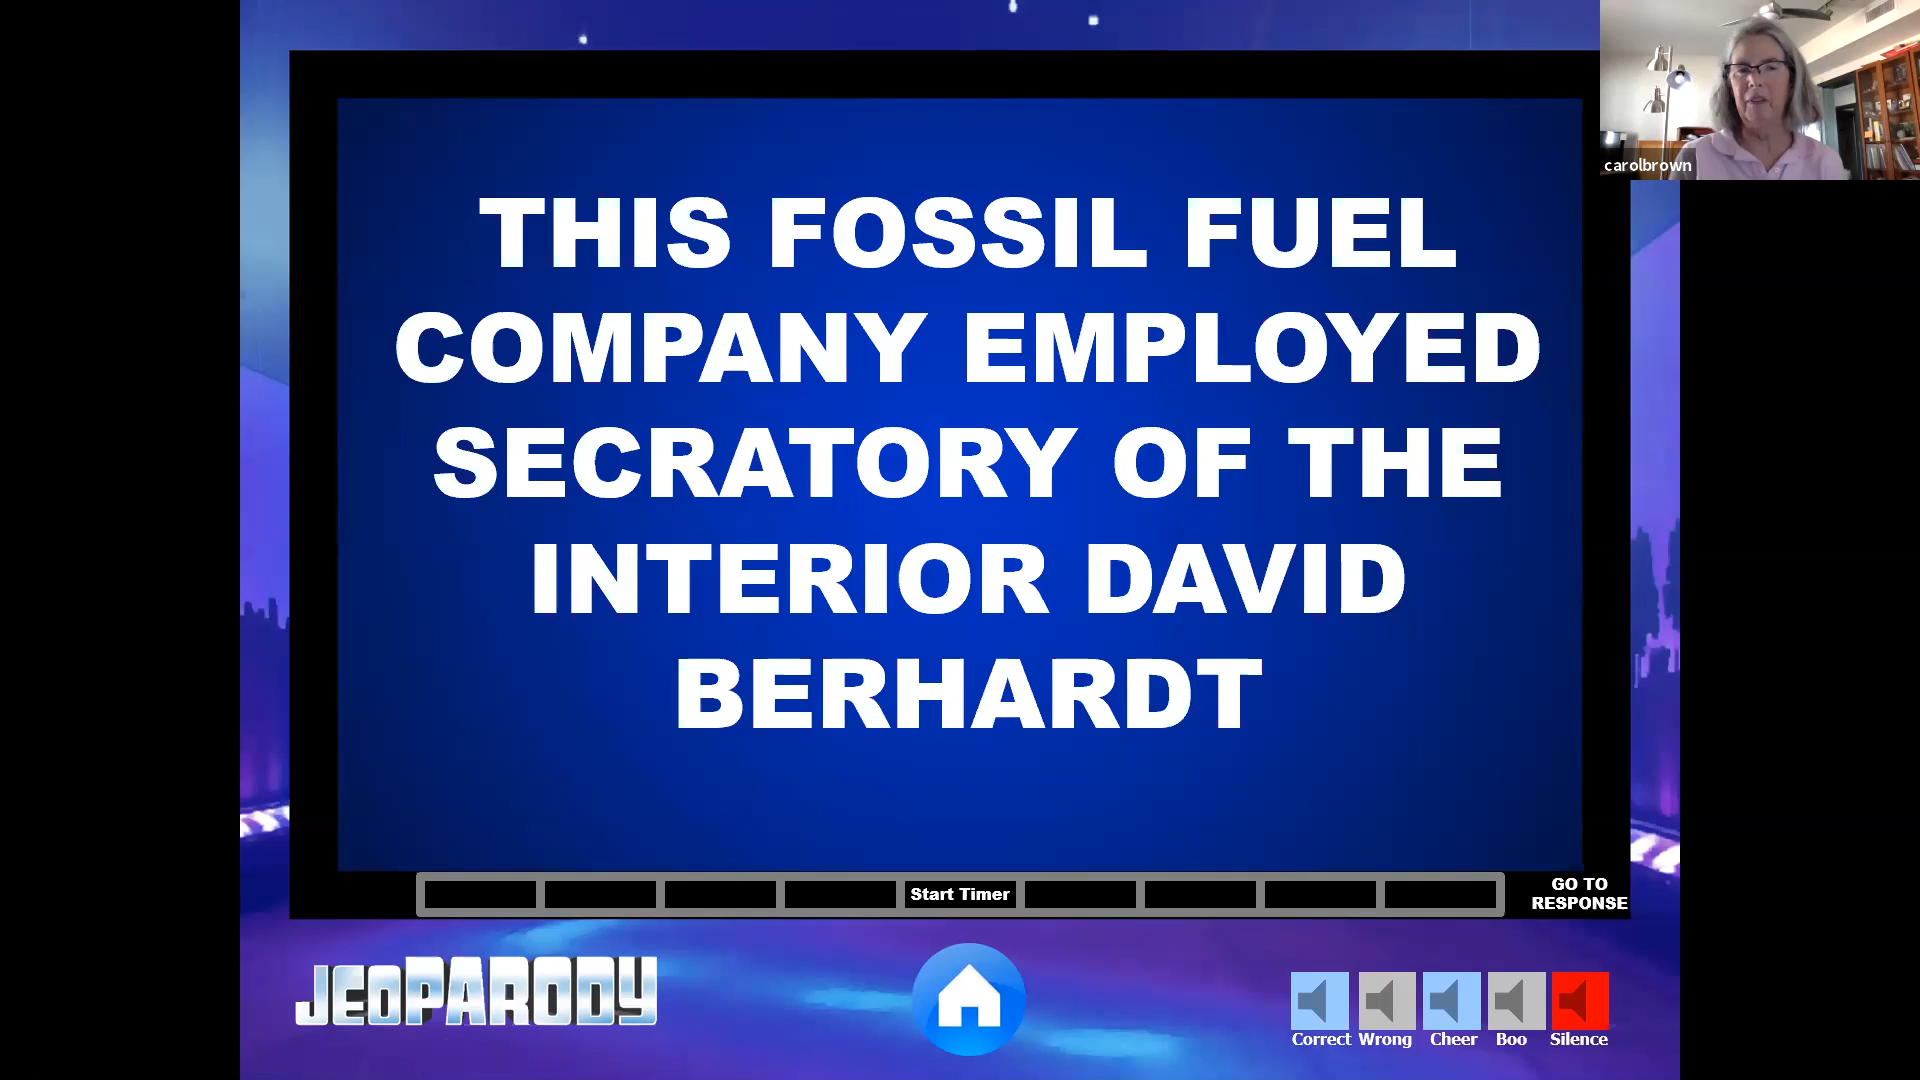 carolbrown
THIS FOSSIL FUEL
COMPANY EMPLOYED
SECRATORY OF THE
INTERIOR DAVID
BERHARDT
Start Timer
GO TO
RESPONSE
JEOPARODY
Correct Wrong Cheer Boo Silence